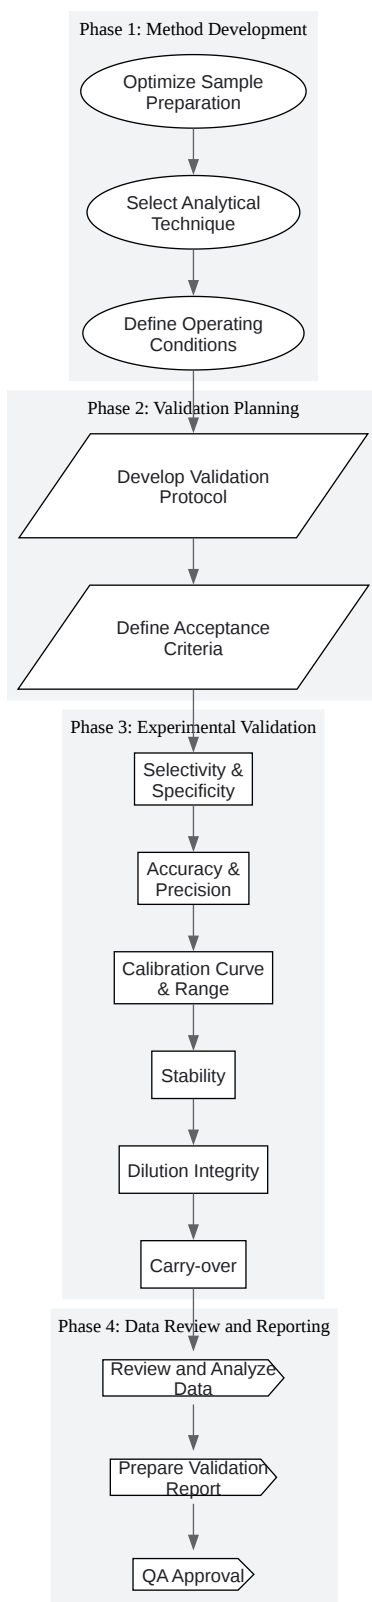 Phase 1: Method Development
Optimize Sample
Preparation
Select Analytical
Technique
Define Operating
Conditions
Phase 2: Validation Planning
Develop Validation
Protocol
Define Acceptance
Criteria
Phase 3: Experimental Validation
Selectivity &
Specificity
Accuracy &
Precision
Calibration Curve
& Range
Stability
Dilution Integrity
Carry-over
Phase 4: Data Review and Reporting
Review and Analyze
Data
Prepare Validation
Report
QA Approval